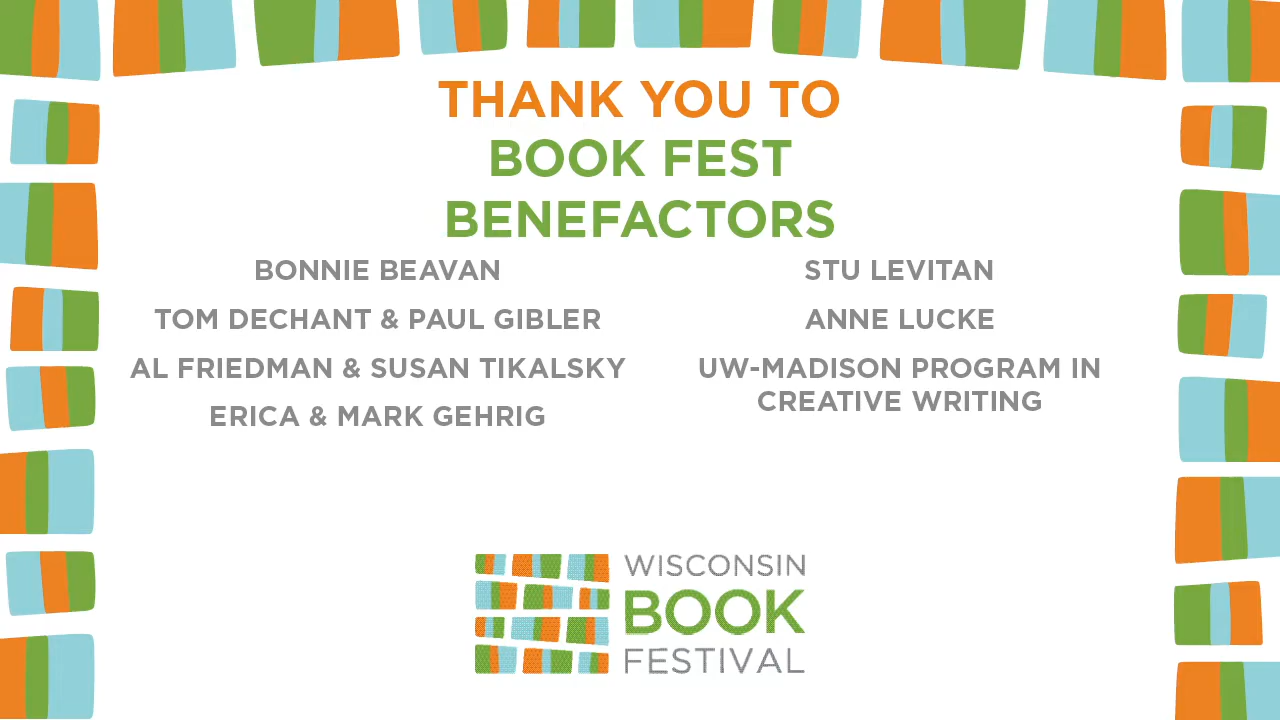 THANK YOU TO
BOOK FEST
BENEFACTORS
BONNIE BEAVAN
TOM DECHANT & PAUL GIBLER
AL FRIEDMAN & SUSAN TIKALSKY
ERICA & MARK GEHRIG
STU LEVITAN
ANNE LUCKE
UW-MADISON PROGRAM IN
CREATIVE WRITING
WISCONSIN
BOOK
FESTIVAL